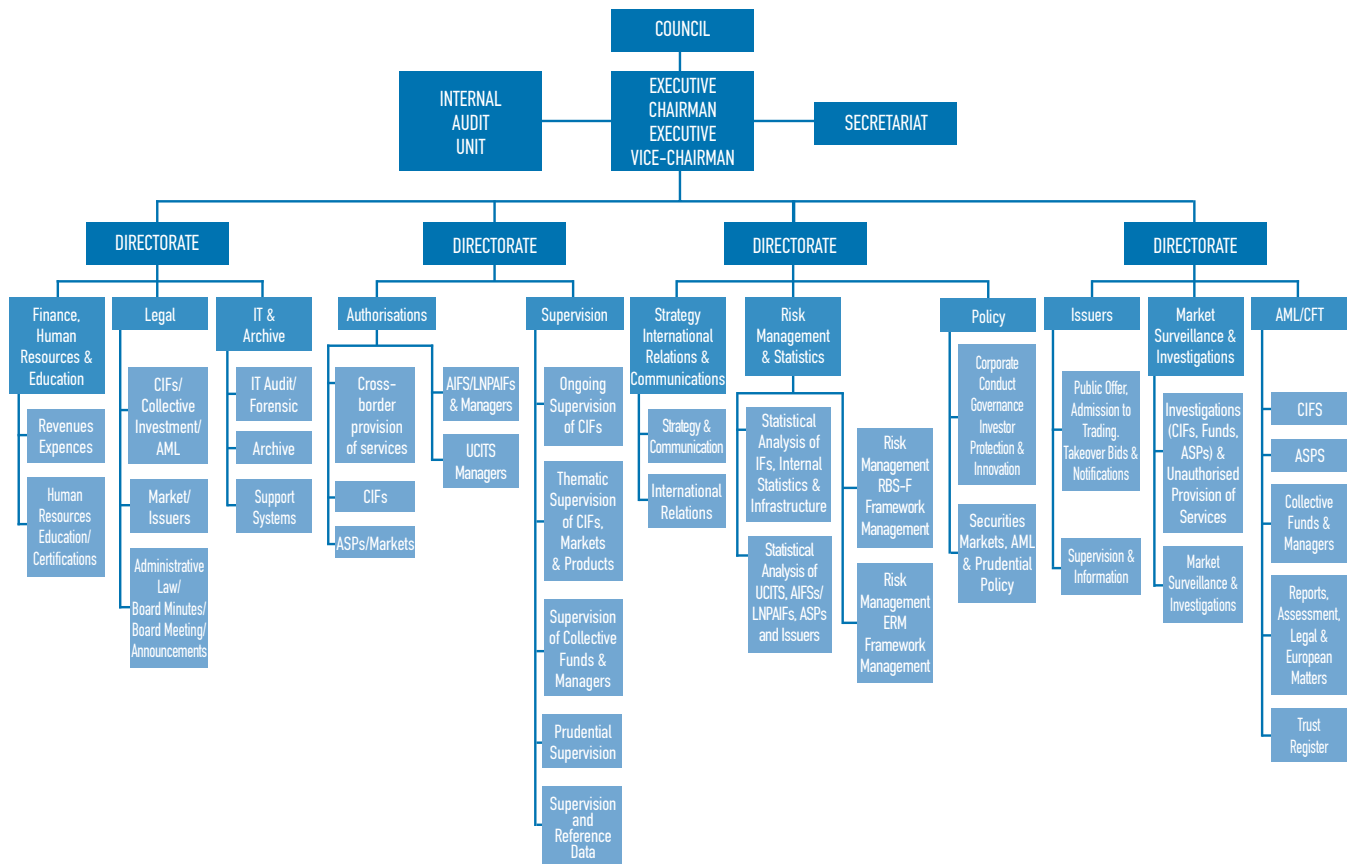 COUNCIL
INTERNAL
AUDIT
UNIT
EXECUTIVE
CHAIRMAN
EXECUTIVE
VICE-CHAIRMAN
SECRETARIAT
DIRECTORATE
Finance,
Human
Resources &
Education
Revenues
Expences
Human
Resources
Education/
Certifications
Legal
CIFs/
Collective
Investment/
AML
Market/
Issuers
Administrative
Law/
Board Minutes/
Board Meeting/
Announcements
IT &
Archive
IT Audit/
Forensic
Archive
Support
Systems
DIRECTORATE
Authorisations
Cross-
border
provision
of services
CIFs
ASPs/Markets
AIFS/LNPAIFs
& Managers
UCITS
Managers
Supervision
Ongoing
Supervision
of CIFs
Thematic
Supervision
of CIFs,
Markets
& Products
Supervision
of Collective
Funds &
Managers
Prudential
Supervision
Supervision
and
Reference
Data
DIRECTORATE
Strategy
International
Relations &
Communications
Strategy &
Communication
International
Relations
Risk
Management
& Statistics
Statistical
Analysis of
IFs, Internal
Statistics &
Infrastructure
Statistical
Analysis of
UCITS, AIFSs/
LNPAIFs, ASPs
and Issuers
Risk
Management
RBS-F
Framework
Management
Risk
Management
ERM
Framework
Management
Policy
Corporate
Conduct
Governance
Investor
Protection &
Innovation
Securities
Markets, AML
& Prudential
Policy
DIRECTORATE
Issuers
Public Offer,
Admission to
Trading.
Takeover Bids &
Notifications
Supervision &
Information
Market
Surveillance &
Investigations
Investigations
(CIFs, Funds,
ASPs) &
Unauthorised
Provision of
Services
Market
Surveillance &
Investigations
AML/CFT
CIFS
ASPS
Collective
Funds &
Managers
Reports,
Assessment,
Legal &
European
Matters
Trust
Register